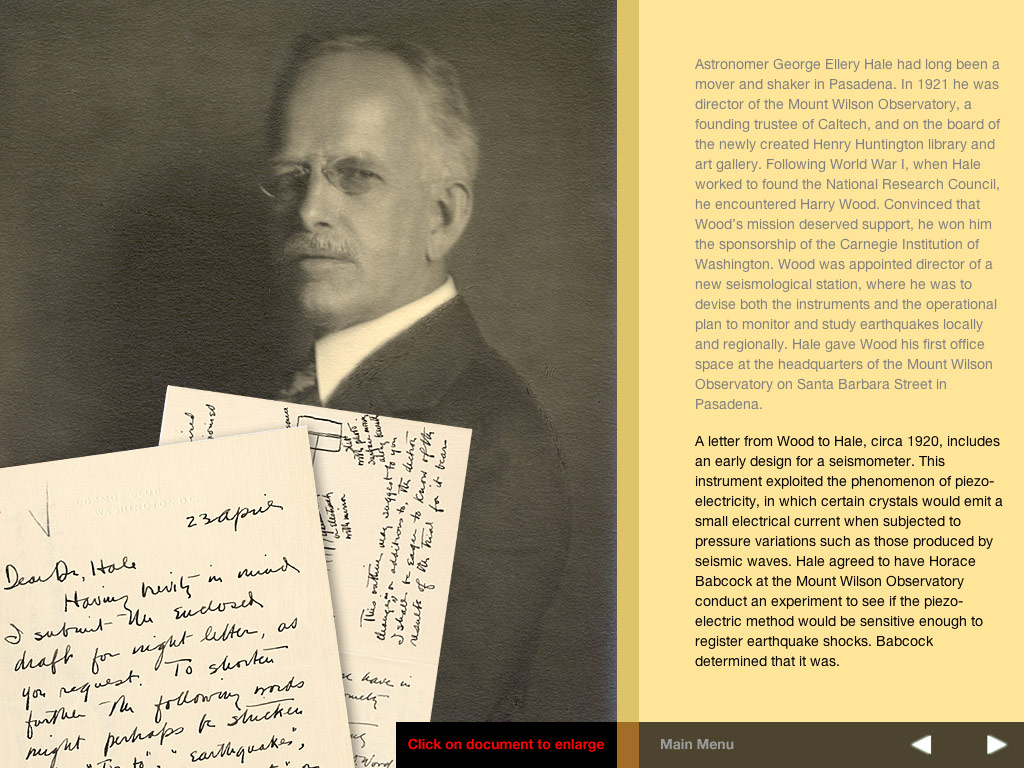 Astronomer George Ellery Hale had long been a
mover and shaker in Pasadena. In 1921 he was
director of the Mount Wilson Observatory, a
founding trustee of Caltech, and on the board of
the newly created Henry Huntington library and
art gallery. Following World War I, when Hale
worked to found the National Research Council,
he encountered Harry Wood. Convinced that
Wood’s mission deserved support, he won him
the sponsorship of the Carnegie Institution of
Washington. Wood was appointed director of a
new seismological station, where he was to
devise both the instruments and the operational
plan to monitor and study earthquakes locally
and regionally. Hale gave Wood his first office
space at the headquarters of the Mount Wilson
Observatory on Santa Barbara Street in
Pasadena.
A letter from Wood to Hale, circa 1920, includes
an early design for a seismometer. This
instrument exploited the phenomenon of piezo-
electricity, in which certain crystals would emit a
small electrical current when subjected to
pressure variations such as those produced by
seismic waves. Hale agreed to have Horace
Babcock at the Mount Wilson Observatory
conduct an experiment to see if the piezo-
electric method would be sensitive enough to
register earthquake shocks. Babcock
determined that it was.
23 April
Dear Dr. Hale
Having brevity in mind
I submit the enclosed
draft for night letter, as
you request. To shorten
further the following words
might perhaps be stricken
"earthquakes",
This outline may suggest to you
changes or additions to the
I shall be eager to know of the
results of the trial for it
have in
Click on document to enlarge
Main Menu